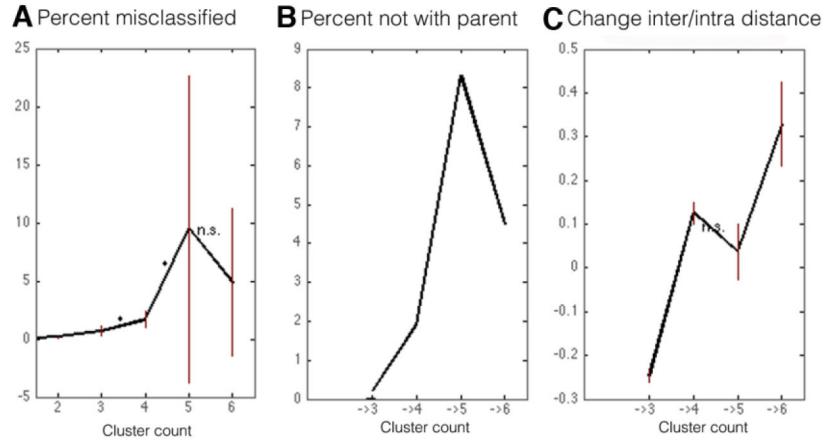 A Percent misclassified
25
20
15
10
5
0
-5
n.s.
2 3 4 5 6
Cluster count
B Percent not with parent
9
8
7
6
5
4
3
2
1
0
->3 ->4 ->5 ->6
Cluster count
C Change inter/intra distance
0.5
0.4
0.3
0.2
0.1
0
-0.1
-0.2
-0.3
n.s.
->3 ->4 ->5 ->6
Cluster count